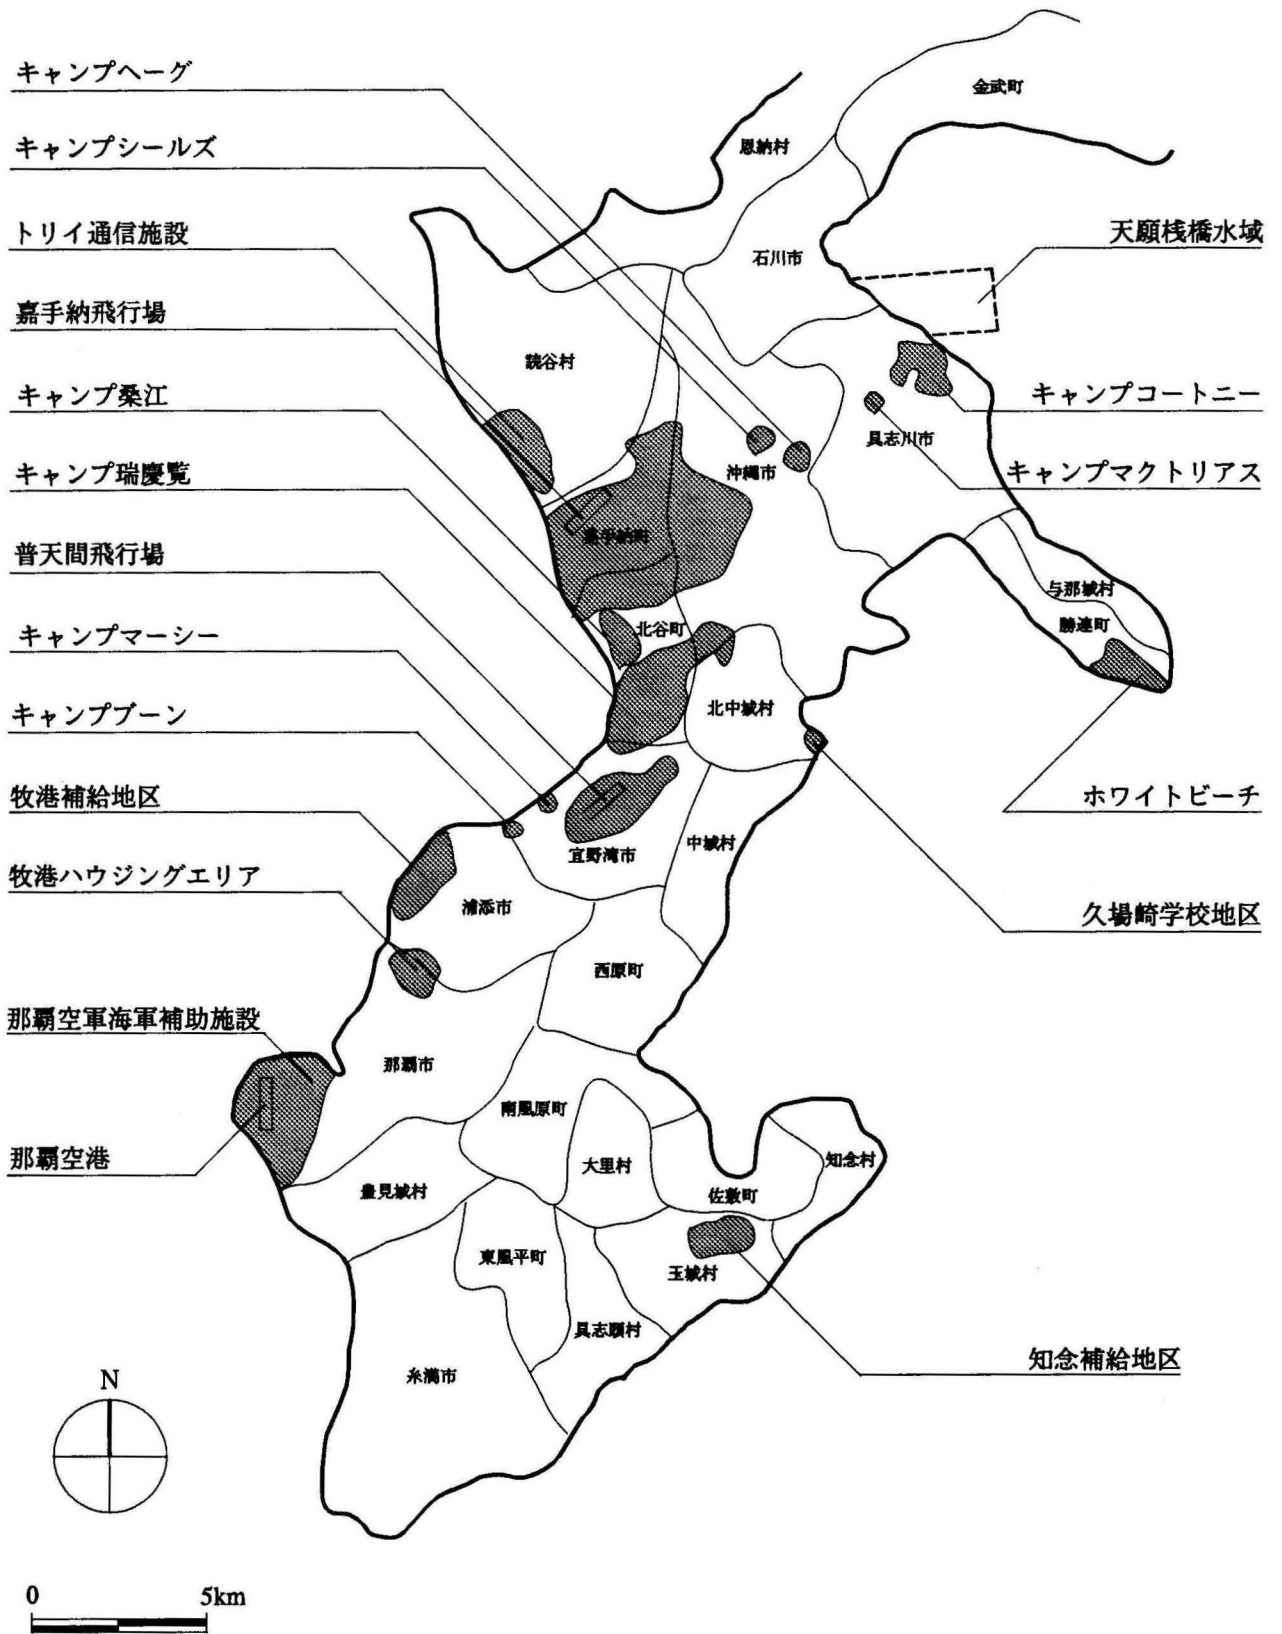 キャンプヘーグ
キャンプシールズ
トリイ通信施設
嘉手納飛行場
キャンプ桑江
キャンプ瑞慶覧
普天間飛行場
キャンプマーシー
キャンプブーン
牧港補給地区
牧港ハウジングエリア
那覇空軍海軍補助施設
那覇空港
金武町
恩納村
石川市
読谷村
具志川市
沖縄市
嘉手納町
与那城村
勝連町
北谷町
北中城村
中城村
宜野湾市
浦添市
西原町
那覇市
南風原町
大里村
知念村
佐敷町
豊見城村
東風平町
玉城村
具志頭村
糸満市
天願桟橋水域
キャンプコートニー
キャンプマクトリアス
ホワイトビーチ
久場崎学校地区
知念補給地区
N
0 5km